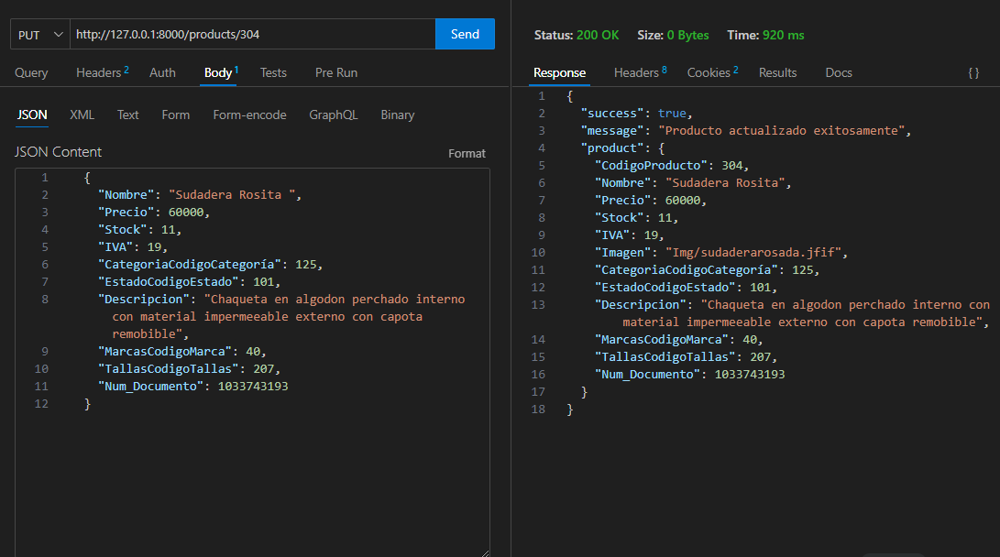 PUT http://127.0.0.1:8000/products/304 Send
Query Headers 2 Auth Body 1 Tests Pre Run
JSON XML Text Form Form-encode GraphQL Binary
JSON Content Format
1 {
2 "Nombre": "Sudadera Rosita ",
3 "Precio": 60000,
4 "Stock": 11,
5 "IVA": 19,
6 "CategoriaCodigoCategoría": 125,
7 "EstadoCodigoEstado": 101,
8 "Descripcion": "Chaqueta en algodon perchado interno
con material impermeeable externo con capota
remobible",
9 "MarcasCodigoMarca": 40,
10 "TallasCodigoTallas": 207,
11 "Num_Documento": 1033743193
12 }
Status: 200 OK Size: 0 Bytes Time: 920 ms
Response Headers 8 Cookies 2 Results Docs { }
1 {
2 "success": true,
3 "message": "Producto actualizado exitosamente",
4 "product": {
5 "CodigoProducto": 304,
6 "Nombre": "Sudadera Rosita",
7 "Precio": 60000,
8 "Stock": 11,
9 "IVA": 19,
10 "Imagen": "Img/sudaderarosada.jfif",
11 "CategoriaCodigoCategoría": 125,
12 "EstadoCodigoEstado": 101,
13 "Descripcion": "Chaqueta en algodon perchado interno con
material impermeeable externo con capota remobible",
14 "MarcasCodigoMarca": 40,
15 "TallasCodigoTallas": 207,
16 "Num_Documento": 1033743193
17 }
18 }